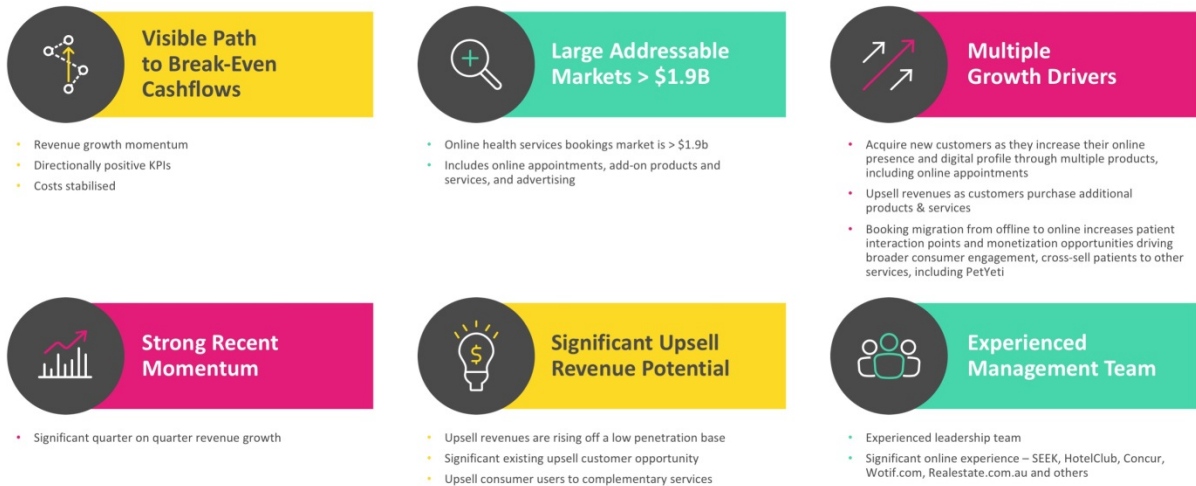 Visible Path
to Break-Even
Cashflows
• Revenue growth momentum
• Directionally positive KPIs
• Costs stabilised
Large Addressable
Markets > $1.9B
• Online health services bookings market is > $1.9b
• Includes online appointments, add-on products and
services, and advertising
Multiple
Growth Drivers
• Acquire new customers as they increase their online
presence and digital profile through multiple products,
including online appointments
• Upsell revenues as customers purchase additional
products & services
• Booking migration from offline to online increases patient
interaction points and monetization opportunities driving
broader consumer engagement, cross-sell patients to other
services, including PetYeti
Strong Recent
Momentum
• Significant quarter on quarter revenue growth
$
Significant Upsell
Revenue Potential
• Upsell revenues are rising off a low penetration base
• Significant existing upsell customer opportunity
• Upsell consumer users to complementary services
Experienced
Management Team
• Experienced leadership team
• Significant online experience – SEEK, HotelClub, Concur,
Wotif.com, Realestate.com.au and others